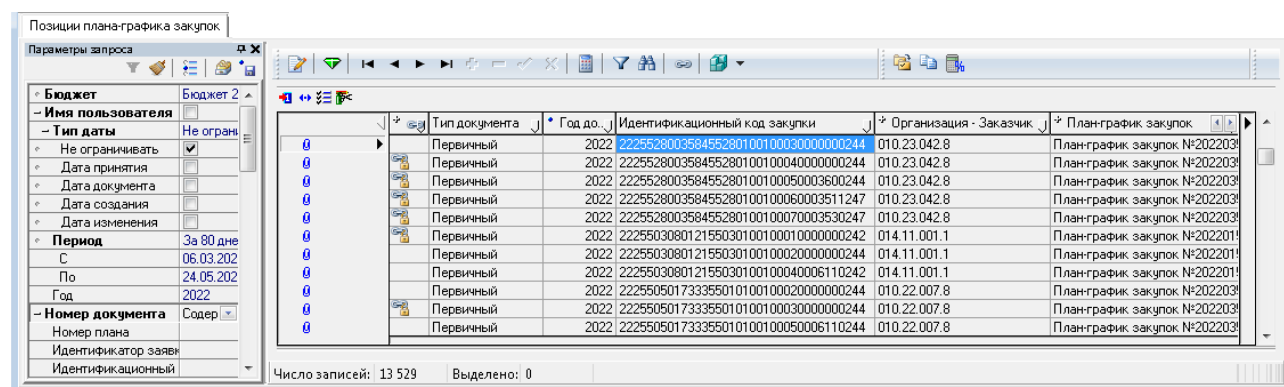 Позиции плана-графика закупок
Параметры запроса
Бюджет Бюджет 2
Имя пользователя
Тип даты Не ограни
Не ограничивать
Дата принятия
Дата документа
Дата создания
Дата изменения
Период За 80 дне
С 06.03.202
По 24.05.202
Год 2022
Номер документа Содер
Номер плана
Идентификатор заявк
Идентификационный
Тип документа Год до... Идентификационный код закупки Организация - Заказчик План-график закупок
Первичный 2022 222552800358455280100100030000000244 010.23.042.8 План-график закупок №202203
Первичный 2022 222552800358455280100100040000000244 010.23.042.8 План-график закупок №202203
Первичный 2022 222552800358455280100100050003600244 010.23.042.8 План-график закупок №202203
Первичный 2022 222552800358455280100100060003511247 010.23.042.8 План-график закупок №202203
Первичный 2022 222552800358455280100100070003530247 010.23.042.8 План-график закупок №202203
Первичный 2022 222550308012155030100100010000000242 014.11.001.1 План-график закупок №202201
Первичный 2022 222550308012155030100100020000000244 014.11.001.1 План-график закупок №202201
Первичный 2022 222550308012155030100100040006110242 014.11.001.1 План-график закупок №202201
Первичный 2022 222550501733355010100100020000000244 010.22.007.8 План-график закупок №202203
Первичный 2022 222550501733355010100100030000000244 010.22.007.8 План-график закупок №202203
Первичный 2022 222550501733355010100100050006110244 010.22.007.8 План-график закупок №202203
Число записей: 13 529 Выделено: 0